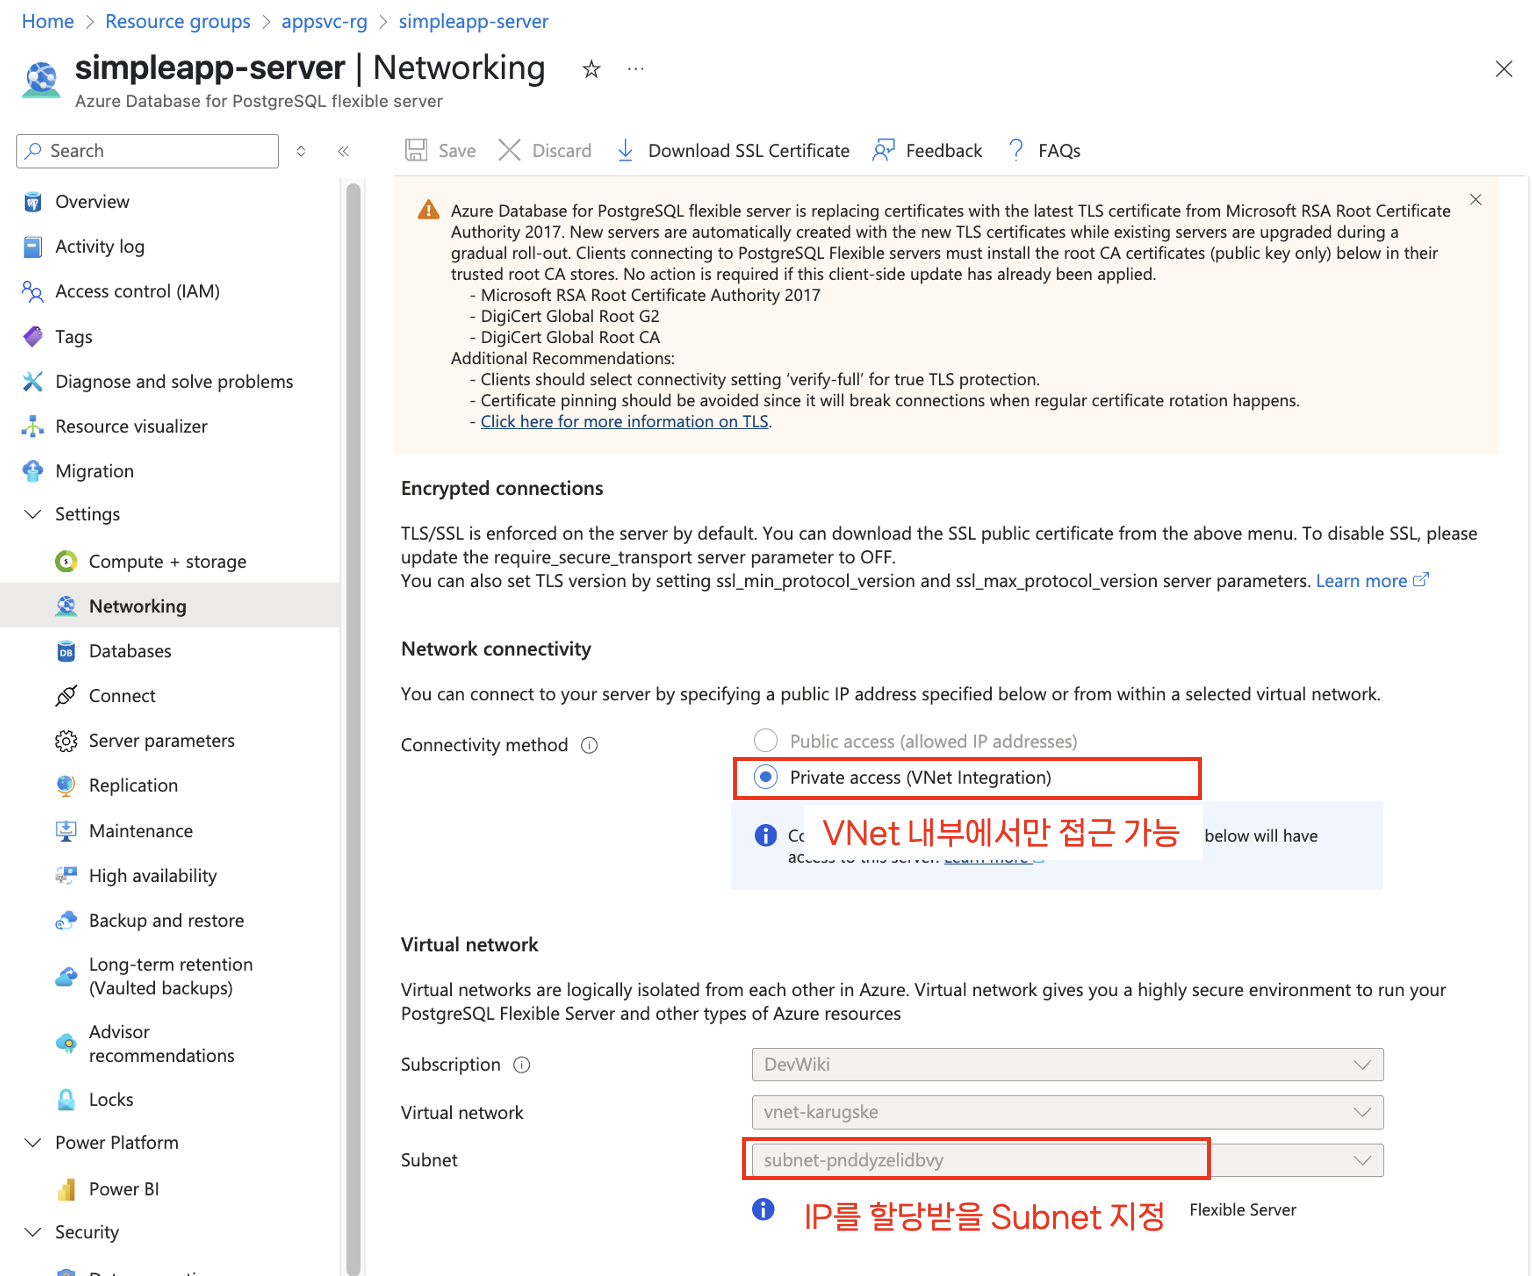 Home > Resource groups > appsvc-rg > simpleapp-server
simpleapp-server | Networking
Azure Database for PostgreSQL flexible server
Search
Save
Discard
Download SSL Certificate
Feedback
FAQs
Overview
Activity log
Access control (IAM)
Tags
Diagnose and solve problems
Resource visualizer
Migration
Settings
Compute + storage
Networking
Databases
Connect
Server parameters
Replication
Maintenance
High availability
Backup and restore
Long-term retention
(Vaulted backups)
Advisor
recommendations
Locks
Power Platform
Power BI
Security
Azure Database for PostgreSQL flexible server is replacing certificates with the latest TLS certificate from Microsoft RSA Root Certificate
Authority 2017. New servers are automatically created with the new TLS certificates while existing servers are upgraded during a
gradual roll-out. Clients connecting to PostgreSQL Flexible servers must install the root CA certificates (public key only) below in their
trusted root CA stores. No action is required if this client-side update has already been applied.
- Microsoft RSA Root Certificate Authority 2017
- DigiCert Global Root G2
- DigiCert Global Root CA
Additional Recommendations:
- Clients should select connectivity setting ‘verify-full’ for true TLS protection.
- Certificate pinning should be avoided since it will break connections when regular certificate rotation happens.
- Click here for more information on TLS.
Encrypted connections
TLS/SSL is enforced on the server by default. You can download the SSL public certificate from the above menu. To disable SSL, please
update the require_secure_transport server parameter to OFF.
You can also set TLS version by setting ssl_min_protocol_version and ssl_max_protocol_version server parameters. Learn more
Network connectivity
You can connect to your server by specifying a public IP address specified below or from within a selected virtual network.
Connectivity method
Public access (allowed IP addresses)
Private access (VNet Integration)
VNet 내부에서만 접근 가능
below will have
access to this server. Learn more
Virtual network
Virtual networks are logically isolated from each other in Azure. Virtual network gives you a highly secure environment to run your
PostgreSQL Flexible Server and other types of Azure resources
Subscription
DevWiki
Virtual network
vnet-karugske
Subnet
subnet-pnddyzelidbvy
IP를 할당받을 Subnet 지정
Flexible Server